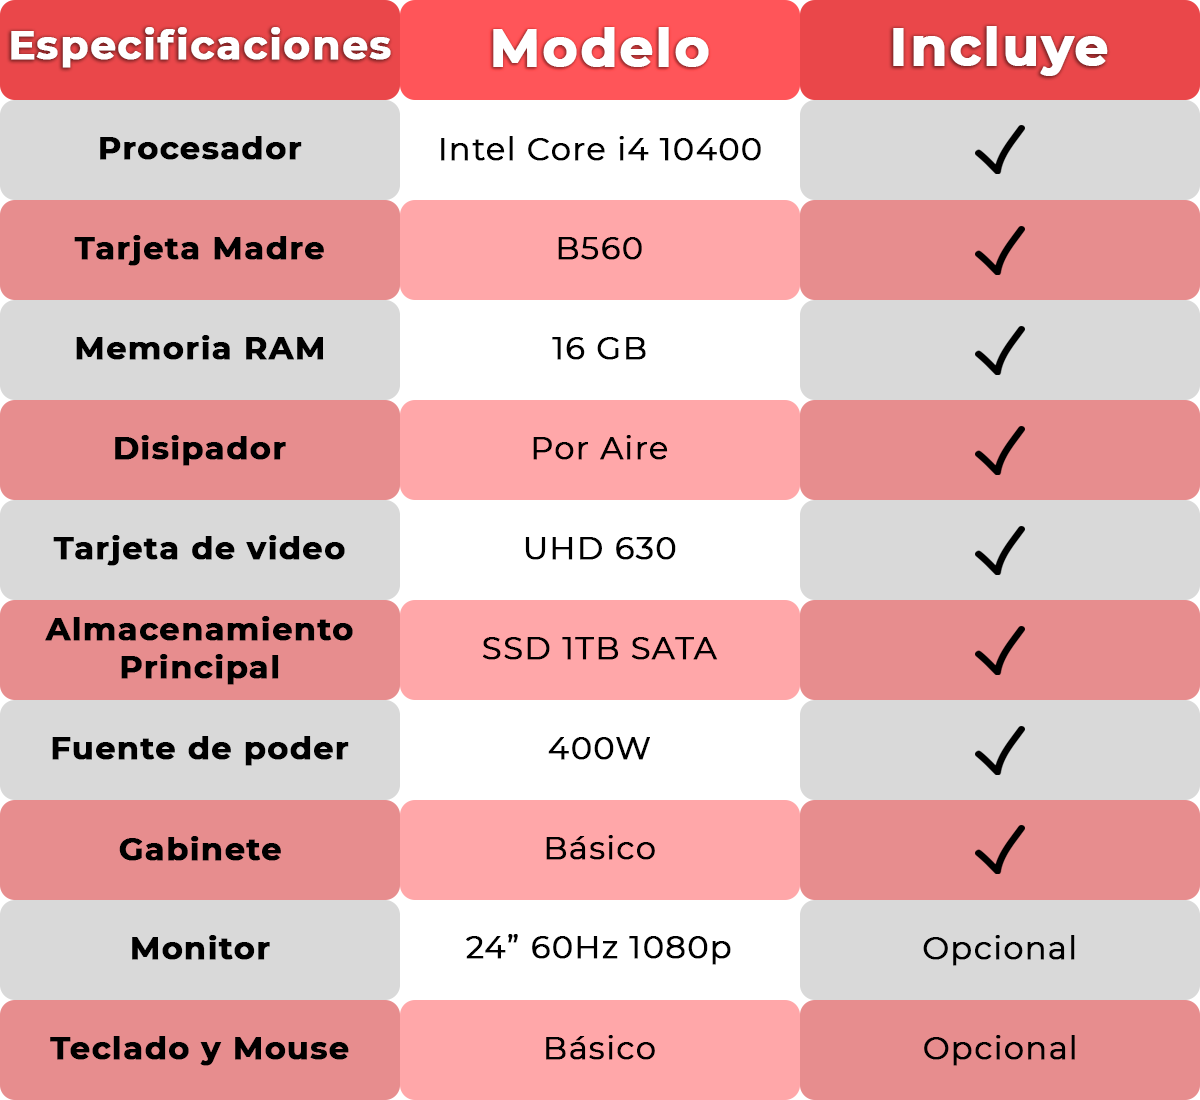 Especificaciones Modelo Incluye
Procesador Intel Core i4 10400
Tarjeta Madre B560
Memoria RAM 16 GB
Disipador Por Aire
Tarjeta de video UHD 630
Almacenamiento
Principal SSD 1TB SATA
Fuente de poder 400W
Gabinete Básico
Monitor 24” 60Hz 1080p Opcional
Teclado y Mouse Básico Opcional